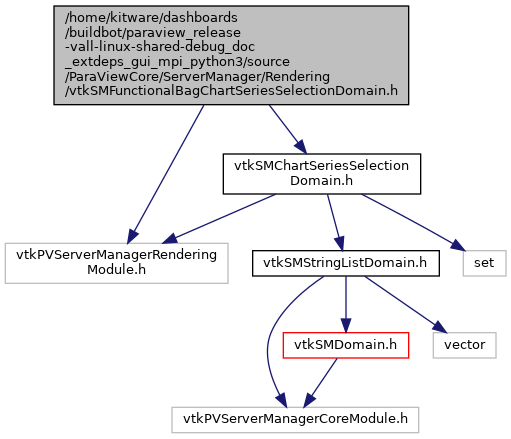 /home/kitware/dashboards
/buildbot/paraview_release
-vall-linux-shared-debug_doc
_extdeps_gui_mpi_python3/source
/ParaViewCore/ServerManager/Rendering
/vtkSMFunctionalBagChartSeriesSelectionDomain.h
vtkSMChartSeriesSelection
Domain.h
vtkPVServerManagerRendering
Module.h
vtkSMStringListDomain.h
set
vtkSMDomain.h
vector
vtkPVServerManagerCoreModule.h